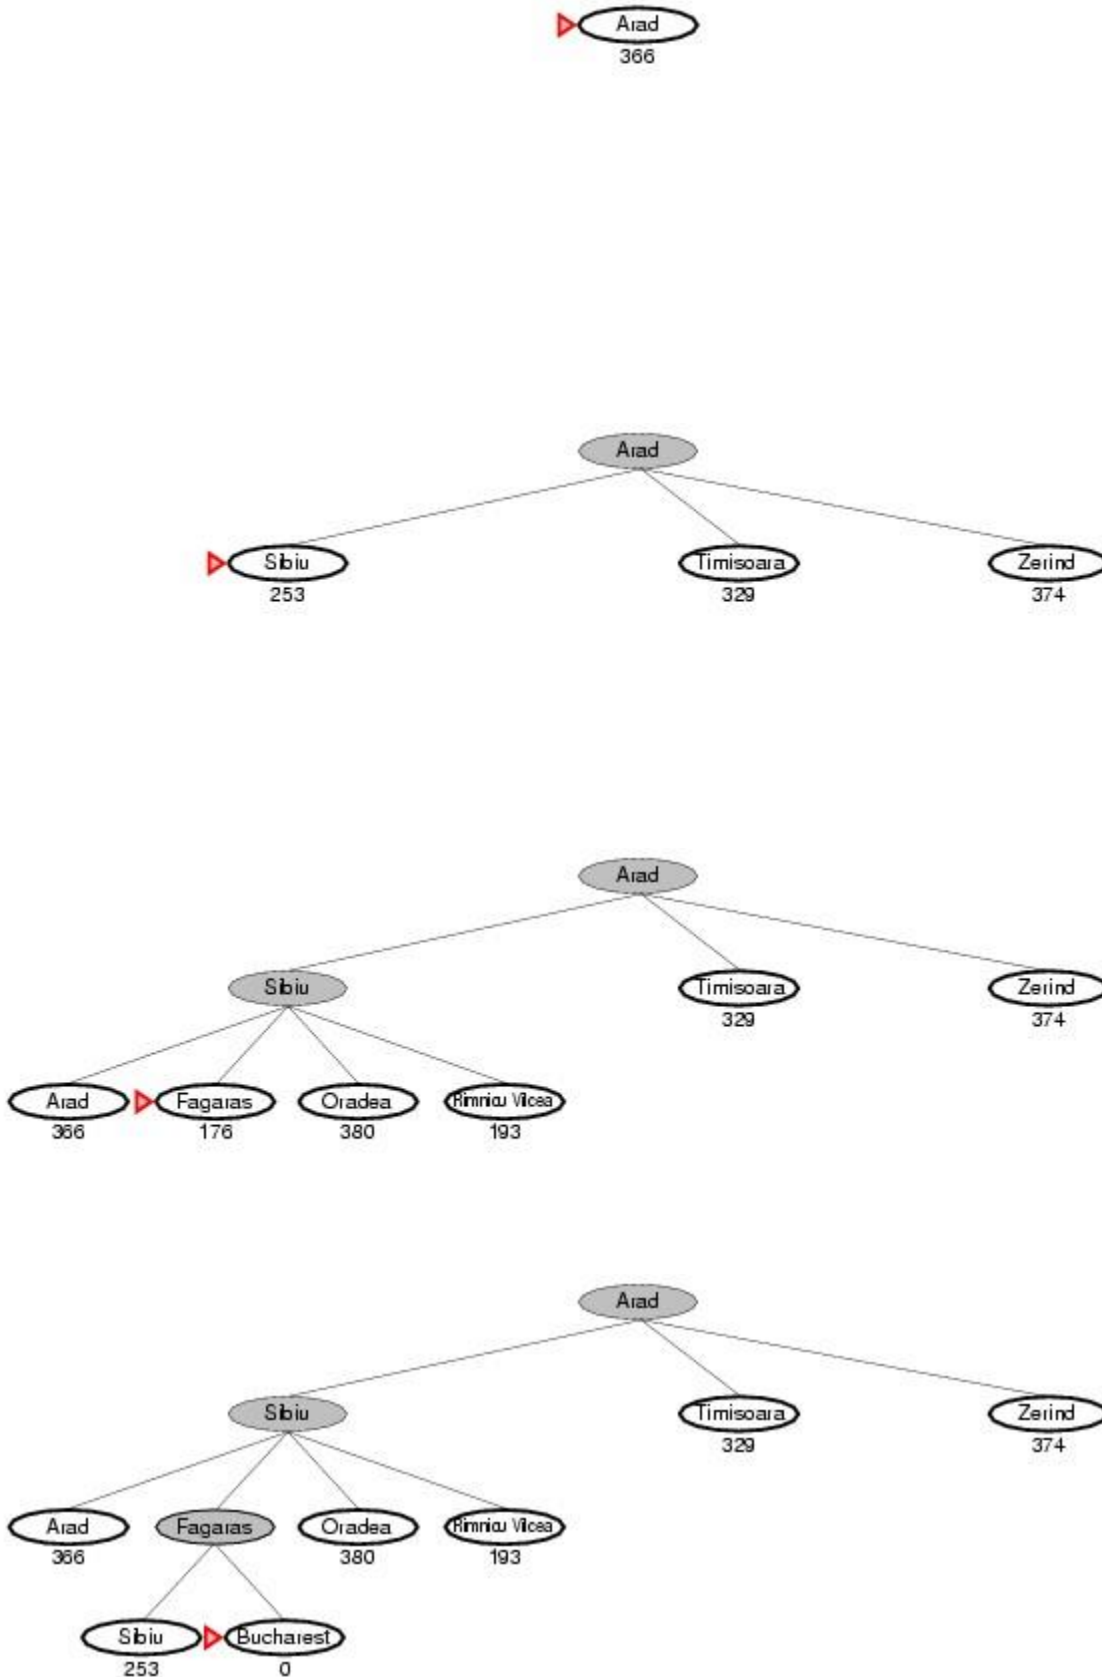 Arad
366
Arad
Sibiu Timisoara Zerind
253 329 374
Arad
Sibiu Timisoara Zerind
329 374
Arad Fagaras Oradea Rimnicu Vilcea
366 176 380 193
Arad
Sibiu Timisoara Zerind
329 374
Arad Fagaras Oradea Rimnicu Vilcea
366 380 193
Sibiu Bucharest
253 0